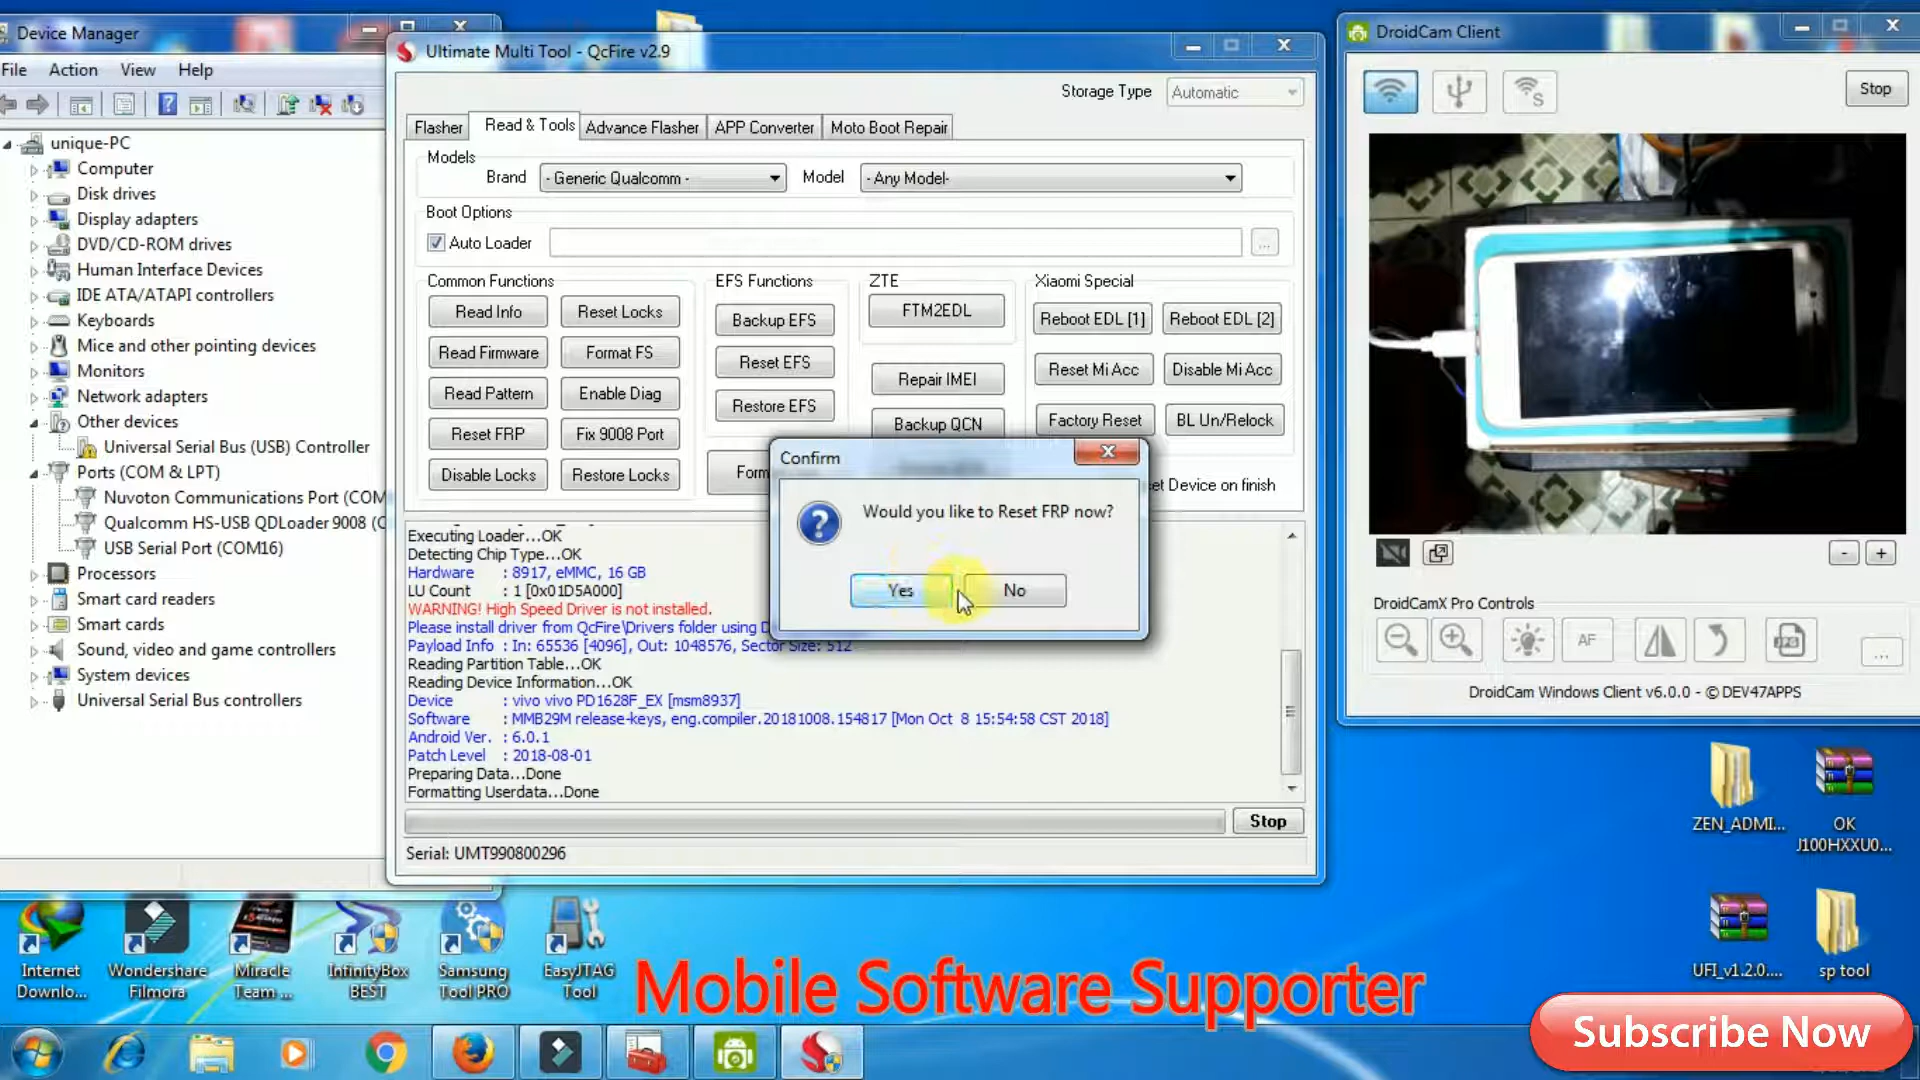 Device Manager
File Action View Help
unique-PC
Computer
Disk drives
Display adapters
DVD/CD-ROM drives
Human Interface Devices
IDE ATA/ATAPI controllers
Keyboards
Mice and other pointing devices
Monitors
Network adapters
Other devices
Universal Serial Bus (USB) Controller
Ports (COM & LPT)
Nuvoton Communications Port (COM
Qualcomm HS-USB QDLoader 9008 (C
USB Serial Port (COM16)
Processors
Smart card readers
Smart cards
Sound, video and game controllers
System devices
Universal Serial Bus controllers
Ultimate Multi Tool - QcFire v2.9
Storage Type Automatic
Flasher Read & Tools Advance Flasher APP Converter Moto Boot Repair
Models
Brand - Generic Qualcomm - Model - Any Model-
Boot Options
Auto Loader ...
Common Functions EFS Functions ZTE Xiaomi Special
Read Info Reset Locks Backup EFS FTM2EDL Reboot EDL [1] Reboot EDL [2]
Read Firmware Format FS Reset EFS Repair IMEI Reset Mi Acc Disable Mi Acc
Read Pattern Enable Diag Restore EFS Backup QCN Factory Reset BL Un/Relock
Reset FRP Fix 9008 Port
Disable Locks Restore Locks Form et Device on finish
Confirm
Would you like to Reset FRP now?
Yes No
Executing Loader...OK
Detecting Chip Type...OK
Hardware : 8917, eMMC, 16 GB
LU Count : 1 [0x01D5A000]
WARNING! High Speed Driver is not installed.
Please install driver from QcFire\Drivers folder using D
Payload Info : In: 65536 [4096], Out: 1048576, Sector Size: 512
Reading Partition Table...OK
Reading Device Information...OK
Device : vivo vivo PD1628F_EX [msm8937]
Software : MMB29M release-keys, eng.compiler.20181008.154817 [Mon Oct 8 15:54:58 CST 2018]
Android Ver. : 6.0.1
Patch Level : 2018-08-01
Preparing Data...Done
Formatting Userdata...Done
Stop
Serial: UMT990800296
DroidCam Client
Stop
- +
DroidCamX Pro Controls
AF JPG ...
DroidCam Windows Client v6.0.0 - © DEV47APPS
ZEN_ADMI...
OK
J100HXXU0...
UFI_v1.2.0....
sp tool
Internet
Downlo...
Wondershare
Filmora
Miracle
Team ...
InfinityBox
BEST
Samsung
Tool PRO
EasyJTAG
Tool
Mobile Software Supporter
Subscribe Now